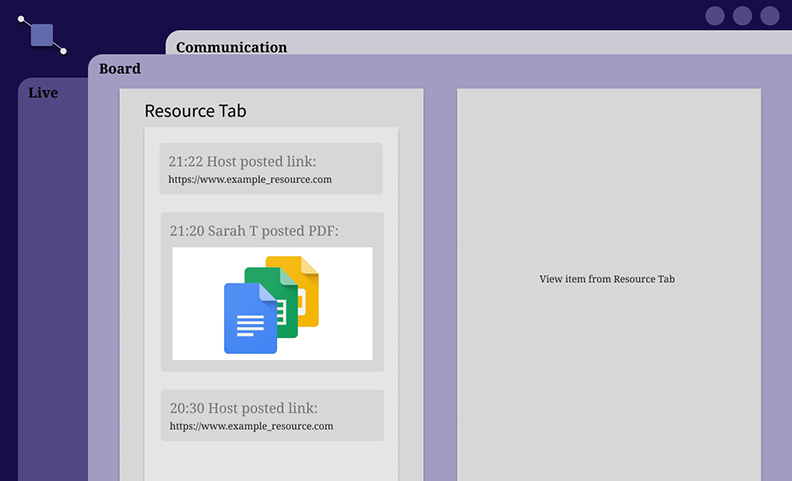 Communication
Board
Live
Resource Tab
21:22 Host posted link:
https://www.example_resource.com
21:20 Sarah T posted PDF:
20:30 Host posted link:
https://www.example_resource.com
View item from Resource Tab